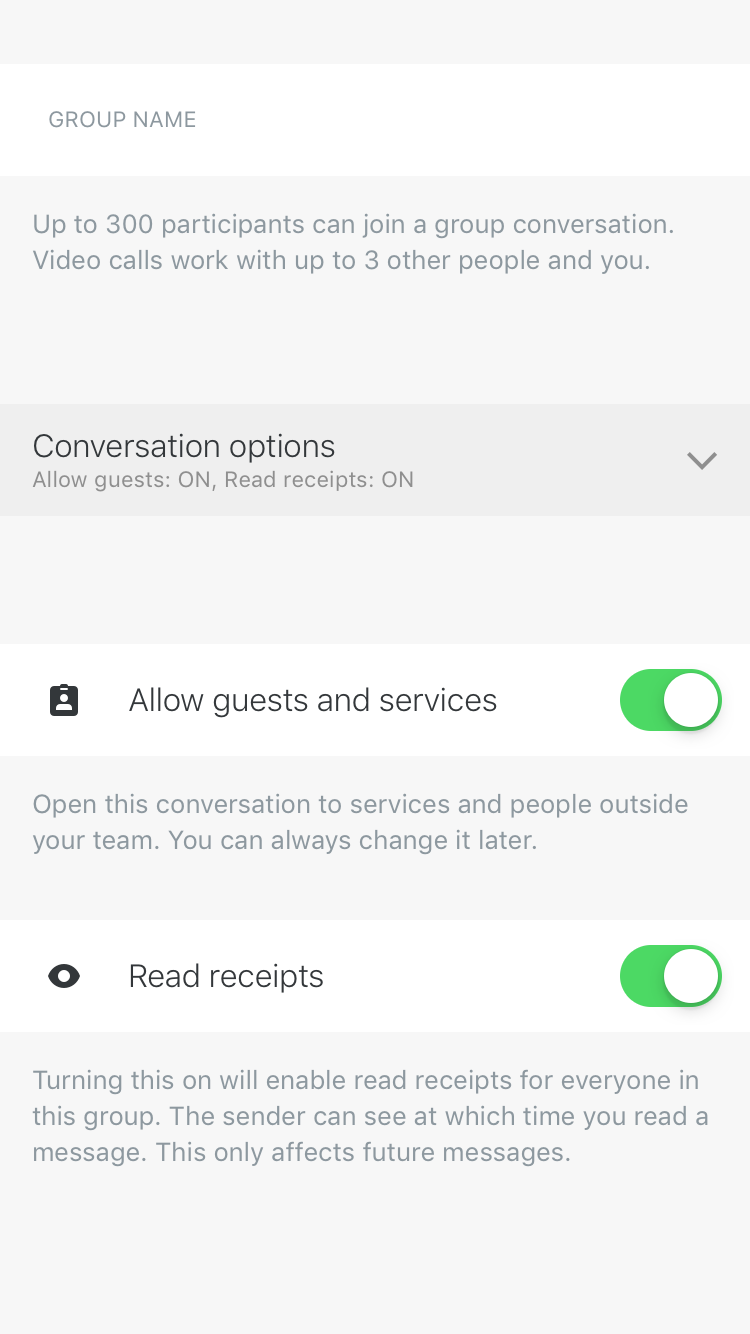 GROUP NAME
Up to 300 participants can join a group conversation.
Video calls work with up to 3 other people and you.
Conversation options
Allow guests: ON, Read receipts: ON
Allow guests and services
Open this conversation to services and people outside
your team. You can always change it later.
Read receipts
Turning this on will enable read receipts for everyone in
this group. The sender can see at which time you read a
message. This only affects future messages.